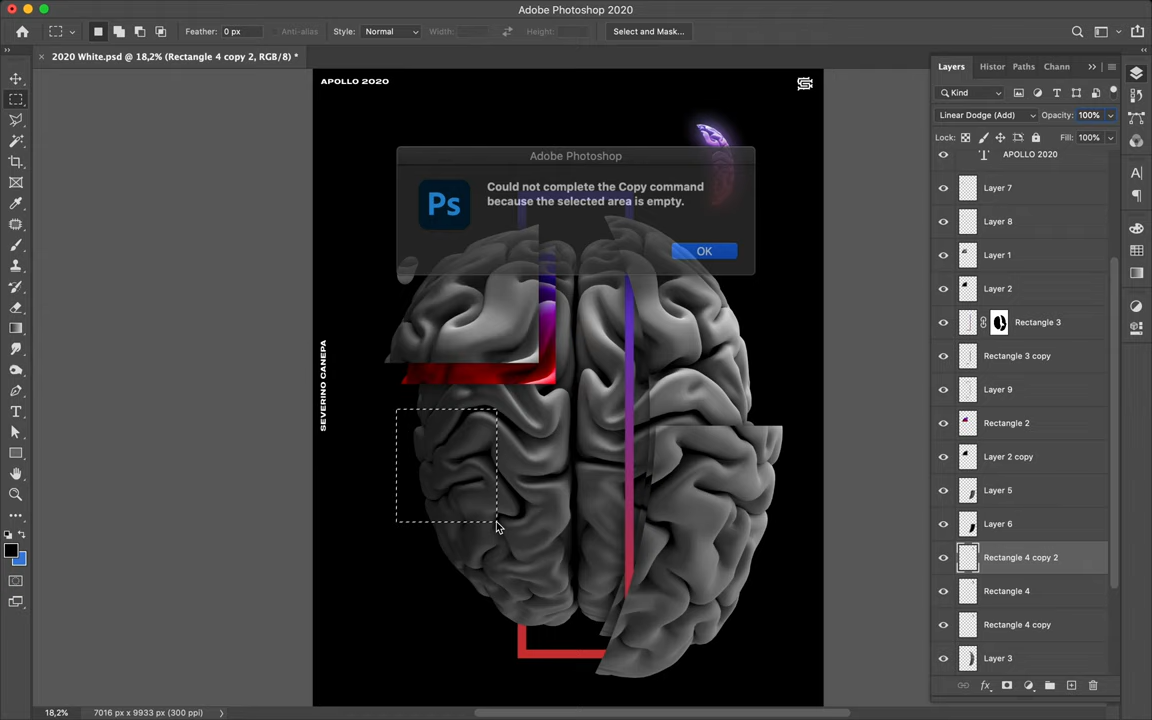 Adobe Photoshop 2020
Feather: 0 px
Anti-alias
Style: Normal
Width:
Height:
Select and Mask...
2020 White.psd @ 18,2% (Rectangle 4 copy 2, RGB/8) *
APOLLO 2020
SEVERINO CANEPA
Adobe Photoshop
Ps
Could not complete the Copy command
because the selected area is empty.
OK
Layers
Histor
Paths
Chann
Kind
Linear Dodge (Add)
Opacity: 100%
Lock:
Fill: 100%
APOLLO 2020
Layer 7
Layer 8
Layer 1
Layer 2
Rectangle 3
Rectangle 3 copy
Layer 9
Rectangle 2
Layer 2 copy
Layer 5
Layer 6
Rectangle 4 copy 2
Rectangle 4
Rectangle 4 copy
Layer 3
fx
18,2%
7016 px x 9933 px (300 ppi)